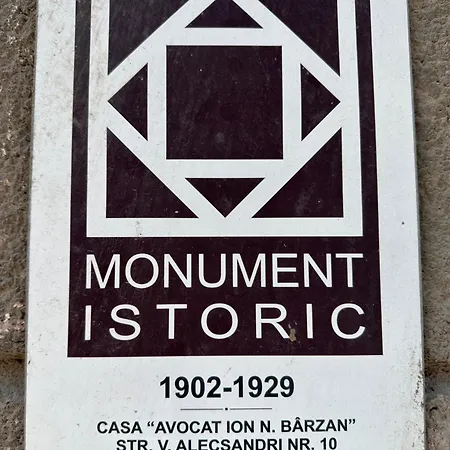 MONUMENT
ISTORIC
1902-1929
CASA “AVOCAT ION N. BÂRZAN”
STR. V. ALECSANDRI NR. 10